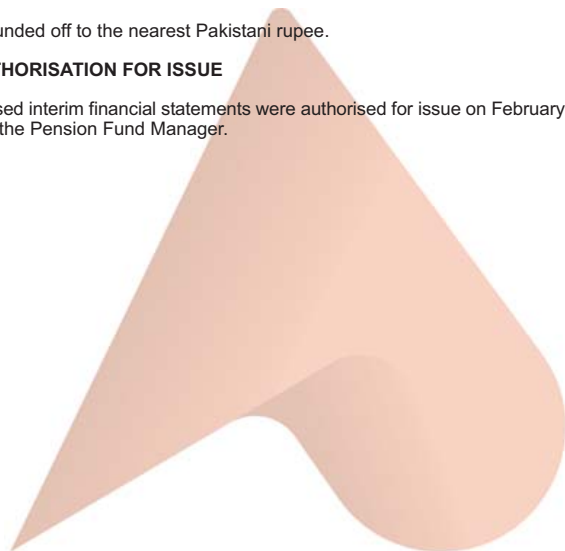 unded off to the nearest Pakistani rupee.
THORISATION FOR ISSUE
sed interim financial statements were authorised for issue on February
the Pension Fund Manager.